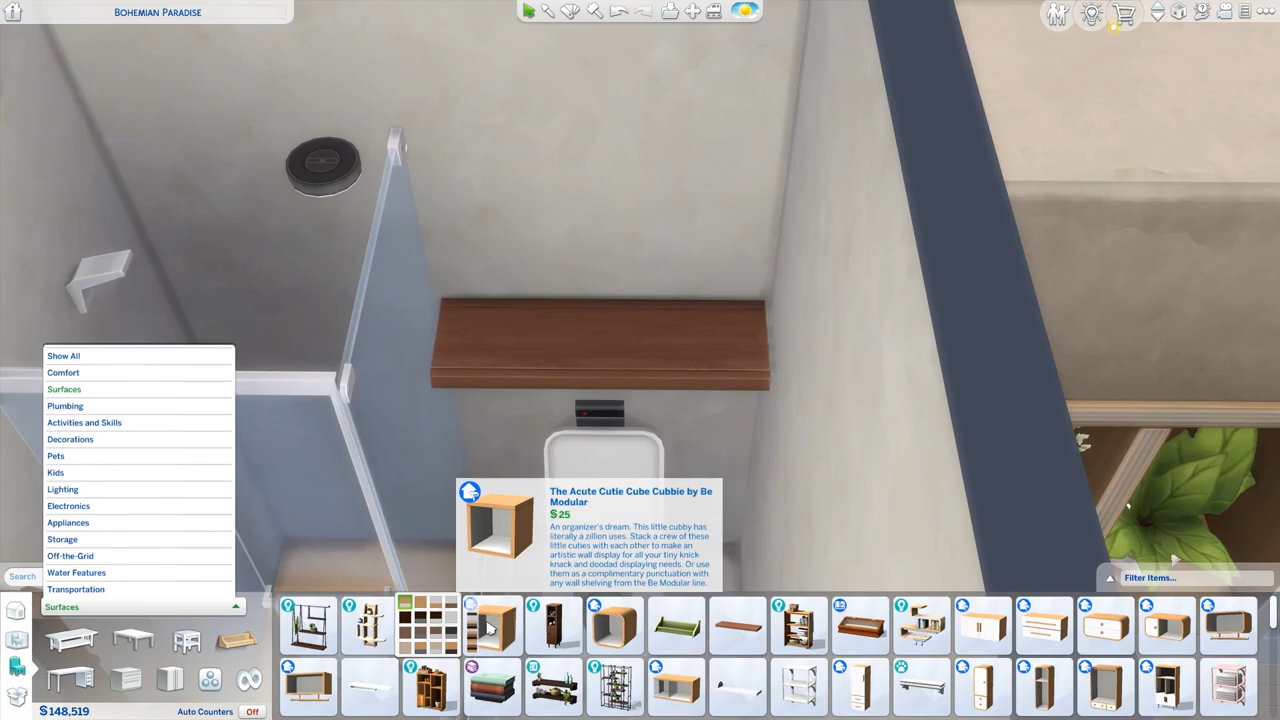 Bohemian Paradise
Show All
Comfort
Surfaces
Plumbing
Activities and Skills
Decorations
Pets
Kids
Lighting
Electronics
Appliances
Storage
Off-the-Grid
Water Features
Transportation
Search
Surfaces
The Acute Cutie Cube Cubbie by Be
Modular
§25
An organizer's dream. This little cubby has
literally a zillion uses. Stack a crew of these
little cuties with each other to make an
artistic wall display for all your tiny knick
knack and doodad displaying needs. Or use
them as a complimentary punctuation with
any wall shelving from the Be Modular line.
Filter Items...
§148,519
Auto Counters Off